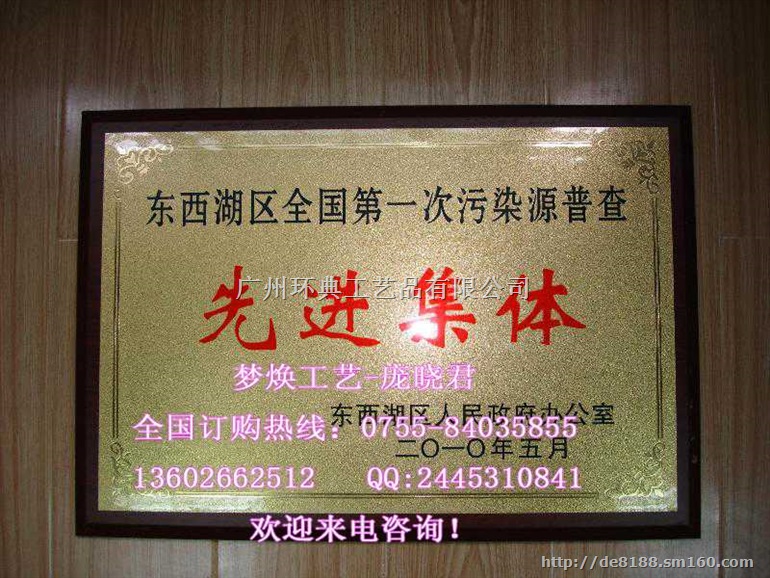 东西湖区全国第一次污染源普查
广州环典工艺品有限公司
先进集体
梦焕工艺-庞晓君
东西湖区人民政府办公室
全国订购热线：0755-84035855
二〇一〇年五月
13602662512 QQ:2445310841
欢迎来电咨询！
http://de8188.sm160.com